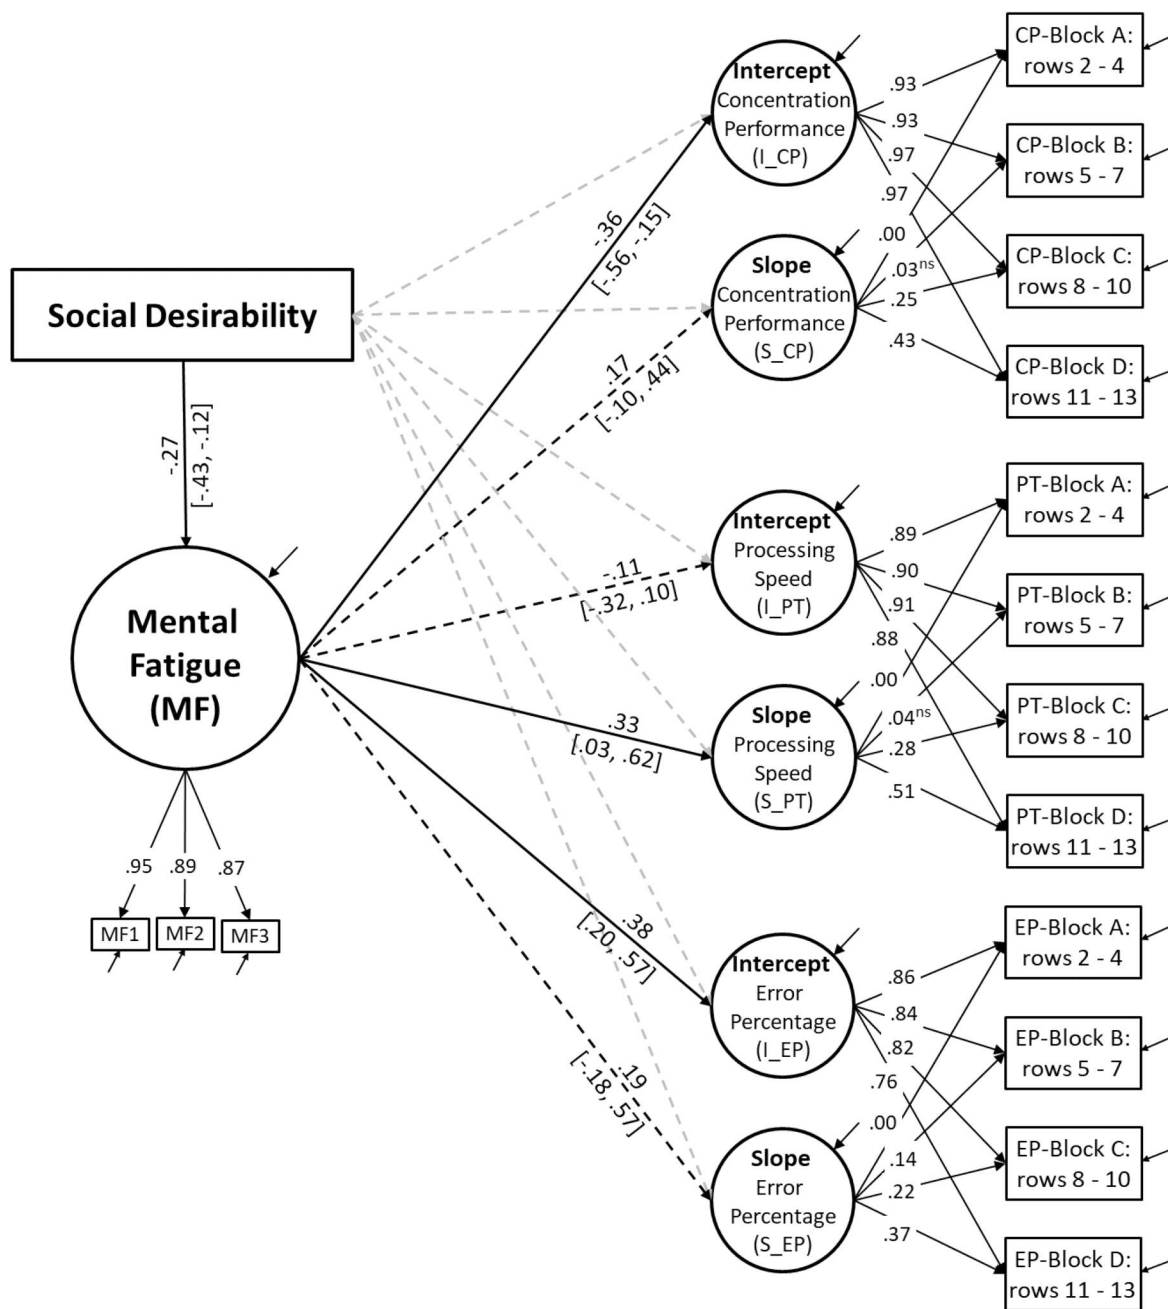 Social Desirability
-.27
[-.43, -.12]
Mental
Fatigue
(MF)
.95
.89
.87
MF1
MF2
MF3
-.36
[-.56, -.15]
.17
[-.10, .44]
-.11
[-.32, .10]
.33
[.03, .62]
.38
[.20, .57]
.19
[-.18, .57]
Intercept
Concentration
Performance
(I_CP)
.93
.93
.97
.97
Slope
Concentration
Performance
(S_CP)
.00
.03ns
.25
.43
CP-Block A:
rows 2 - 4
CP-Block B:
rows 5 - 7
CP-Block C:
rows 8 - 10
CP-Block D:
rows 11 - 13
Intercept
Processing
Speed
(I_PT)
.89
.90
.91
.88
Slope
Processing
Speed
(S_PT)
.00
.04ns
.28
.51
PT-Block A:
rows 2 - 4
PT-Block B:
rows 5 - 7
PT-Block C:
rows 8 - 10
PT-Block D:
rows 11 - 13
Intercept
Error
Percentage
(I_EP)
.86
.84
.82
.76
Slope
Error
Percentage
(S_EP)
.00
.14
.22
.37
EP-Block A:
rows 2 - 4
EP-Block B:
rows 5 - 7
EP-Block C:
rows 8 - 10
EP-Block D:
rows 11 - 13